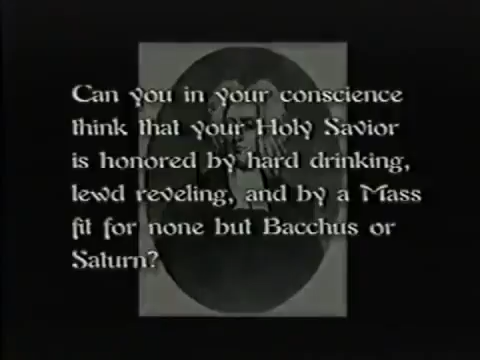 Can you in your conscience
think that your Holy Savior
is honored by hard drinking,
lewd reveling, and by a Mass
fit for none but Bacchus or
Saturn?